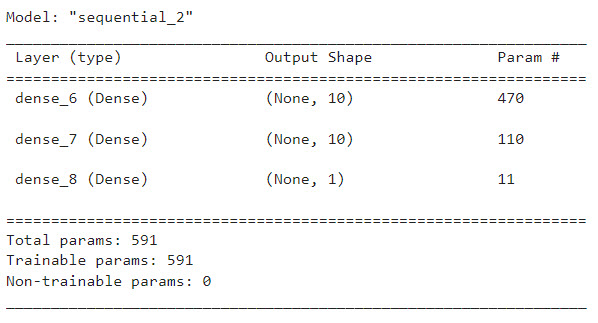 Model: "sequential_2"
Layer (type) Output Shape Param #
dense_6 (Dense) (None, 10) 470
dense_7 (Dense) (None, 10) 110
dense_8 (Dense) (None, 1) 11
Total params: 591
Trainable params: 591
Non-trainable params: 0